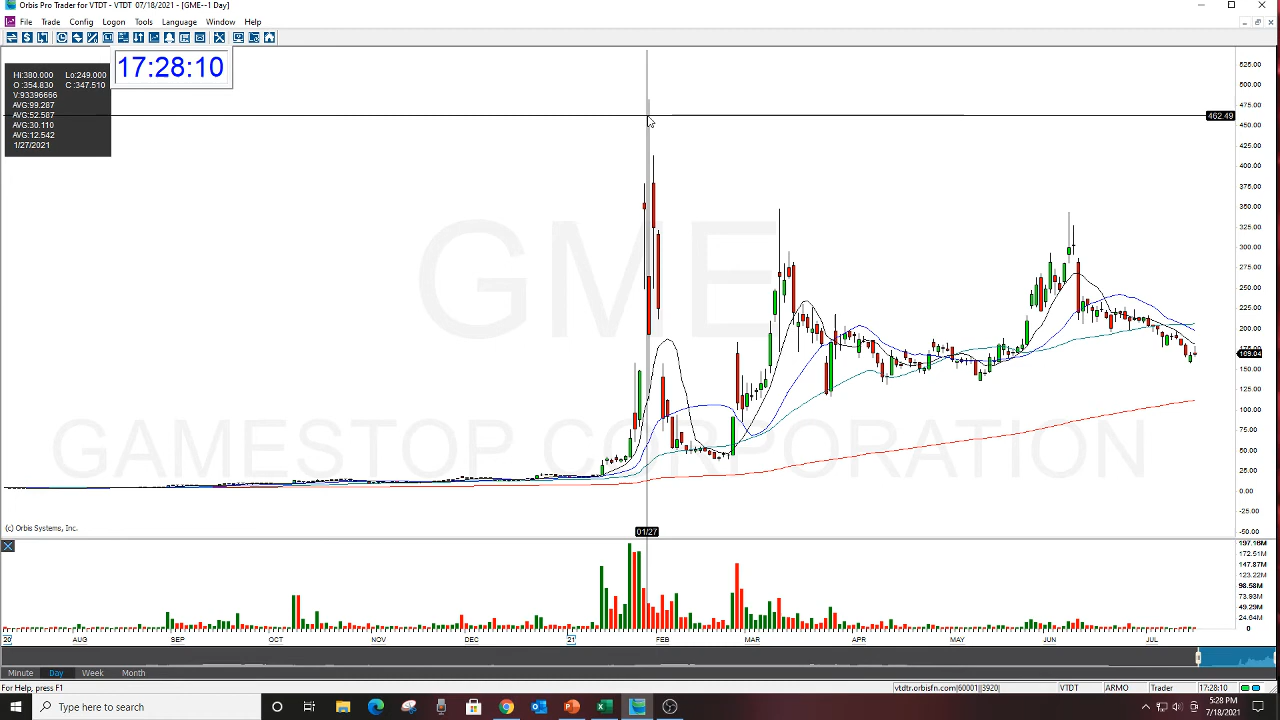 Orbis Pro Trader for VTDT - VTDT 07/18/2021 - [GME--1 Day]
File Trade Config Logon Tools Language Window Help
17:28:10
Hi:380.000 Lo:249.000
O :354.830 C :347.510
V:93396666
AVG:99.287
AVG:52.587
AVG:30.110
AVG:12.542
1/27/2021
GME
GAMESTOP CORPORATION
525.00
500.00
475.00
462.49
450.00
425.00
400.00
375.00
350.00
325.00
300.00
275.00
250.00
225.00
200.00
175.00
169.04
150.00
125.00
100.00
75.00
50.00
25.00
0.00
-25.00
-50.00
(c) Orbis Systems, Inc.
01/27
197.16M
172.51M
147.87M
123.22M
98.58M
73.93M
49.29M
24.64M
0
20 AUG SEP OCT NOV DEC 21 FEB MAR APR MAY JUN JUL
Minute Day Week Month
For Help, press F1 vtdtr.orbisfn.com|60001||3920| VTDT ARMO Trader 17:28:10
Type here to search
5:28 PM
7/18/2021